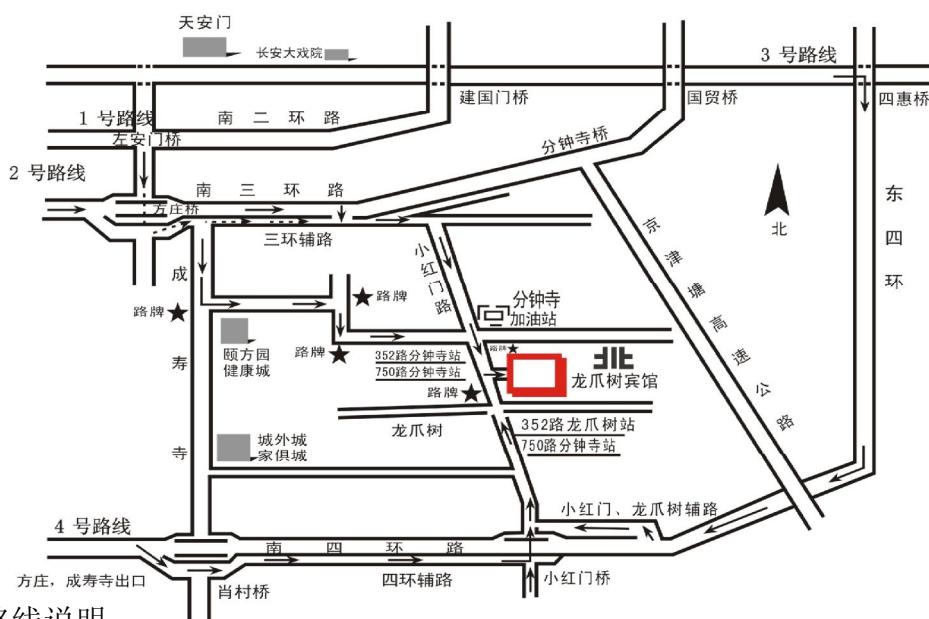 天安门
长安大戏院
3 号路线
建国门桥
国贸桥
四惠桥
1 号路线
南二环路
左安门桥
分钟寺桥
2 号路线
南三环路
方庄桥
东四环
北
三环辅路
小红门路
京津塘高速公路
成寿寺
路牌
路牌
分钟寺
加油站
颐方园
健康城
路牌
352路分钟寺站
750路分钟寺站
路牌
龙爪树宾馆
路牌
龙爪树
352路龙爪树站
750路分钟寺站
城外城
家俱城
小红门、龙爪树辅路
4 号路线
南四环路
方庄，成寿寺出口
四环辅路
小红门桥
肖村桥
路线说明